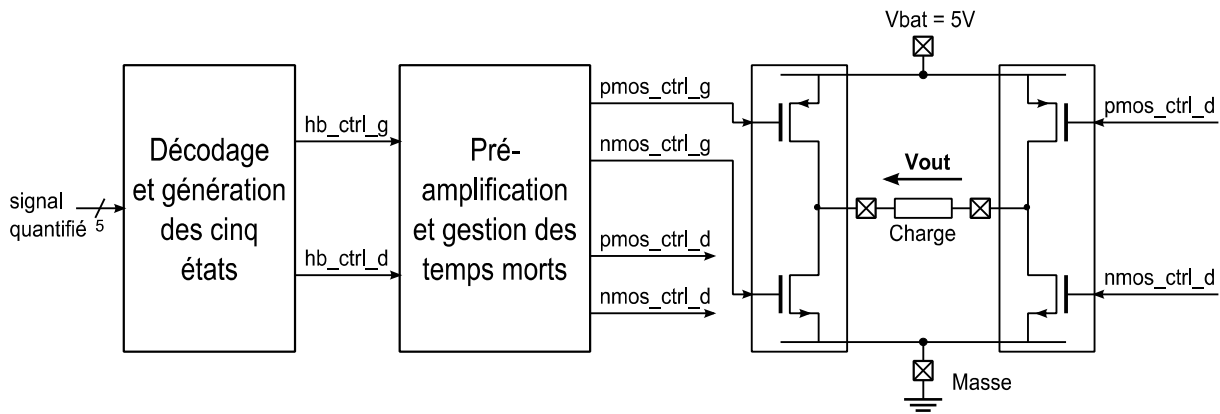 Vbat = 5V
signal
quantifié
5
Décodage
et génération
des cinq
états
hb_ctrl_g
hb_ctrl_d
Pré-
amplification
et gestion des
temps morts
pmos_ctrl_g
nmos_ctrl_g
pmos_ctrl_d
nmos_ctrl_d
Vout
Charge
pmos_ctrl_d
nmos_ctrl_d
Masse